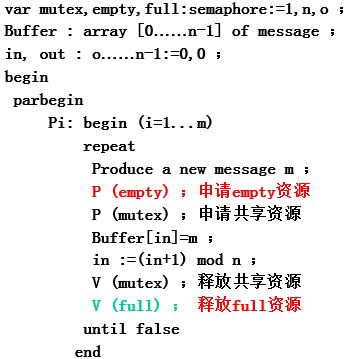 var mutex,empty,full:semaphore:=1,n,o ;
Buffer : array [0......n-1] of message ;
in, out : o......n-1:=0,0 ;
begin
parbegin
Pi: begin (i=1...m)
repeat
Produce a new message m ;
P (empty) ; 申请empty资源
P (mutex) ; 申请共享资源
Buffer[in]=m ;
in :=(in+1) mod n ;
V (mutex) ; 释放共享资源
V (full) ; 释放full资源
until false
end